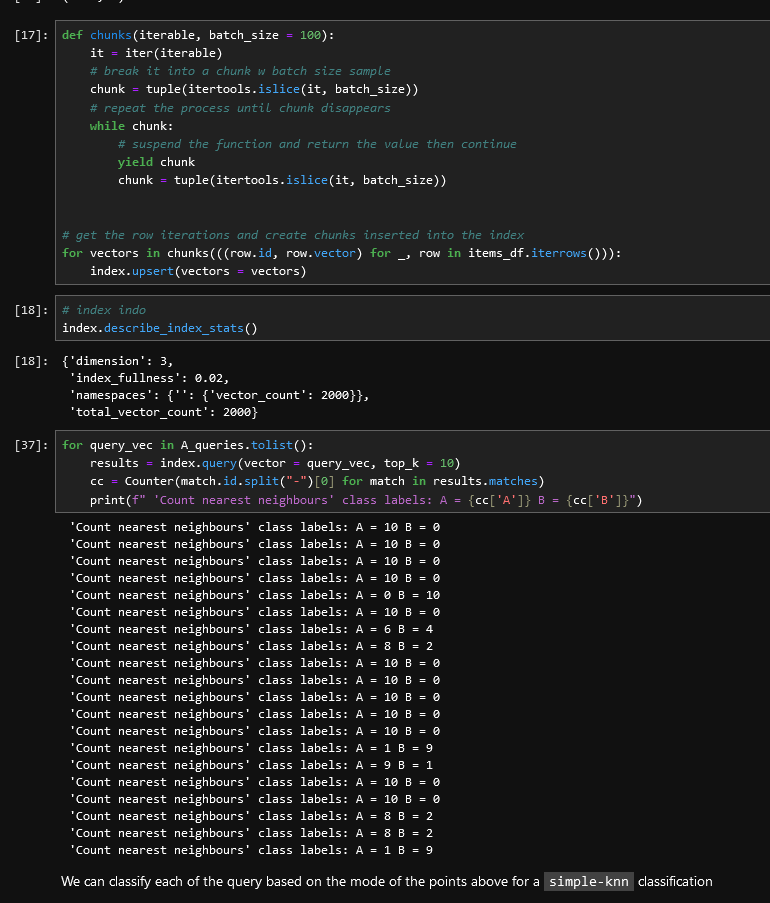 [17]: def chunks(iterable, batch_size = 100):
it = iter(iterable)
# break it into a chunk w batch size sample
chunk = tuple(itertools.islice(it, batch_size))
# repeat the process until chunk disappears
while chunk:
# suspend the function and return the value then continue
yield chunk
chunk = tuple(itertools.islice(it, batch_size))
# get the row iterations and create chunks inserted into the index
for vectors in chunks(((row.id, row.vector) for _, row in items_df.iterrows())):
index.upsert(vectors = vectors)
[18]: # index indo
index.describe_index_stats()
[18]: {'dimension': 3,
'index_fullness': 0.02,
'namespaces': {'': {'vector_count': 2000}},
'total_vector_count': 2000}
[37]: for query_vec in A_queries.tolist():
results = index.query(vector = query_vec, top_k = 10)
cc = Counter(match.id.split("-")[0] for match in results.matches)
print(f" 'Count nearest neighbours' class labels: A = {cc['A']} B = {cc['B']}")
'Count nearest neighbours' class labels: A = 10 B = 0
'Count nearest neighbours' class labels: A = 10 B = 0
'Count nearest neighbours' class labels: A = 10 B = 0
'Count nearest neighbours' class labels: A = 10 B = 0
'Count nearest neighbours' class labels: A = 0 B = 10
'Count nearest neighbours' class labels: A = 10 B = 0
'Count nearest neighbours' class labels: A = 6 B = 4
'Count nearest neighbours' class labels: A = 8 B = 2
'Count nearest neighbours' class labels: A = 10 B = 0
'Count nearest neighbours' class labels: A = 10 B = 0
'Count nearest neighbours' class labels: A = 10 B = 0
'Count nearest neighbours' class labels: A = 10 B = 0
'Count nearest neighbours' class labels: A = 10 B = 0
'Count nearest neighbours' class labels: A = 1 B = 9
'Count nearest neighbours' class labels: A = 9 B = 1
'Count nearest neighbours' class labels: A = 10 B = 0
'Count nearest neighbours' class labels: A = 10 B = 0
'Count nearest neighbours' class labels: A = 8 B = 2
'Count nearest neighbours' class labels: A = 8 B = 2
'Count nearest neighbours' class labels: A = 1 B = 9
We can classify each of the query based on the mode of the points above for a simple-knn classification